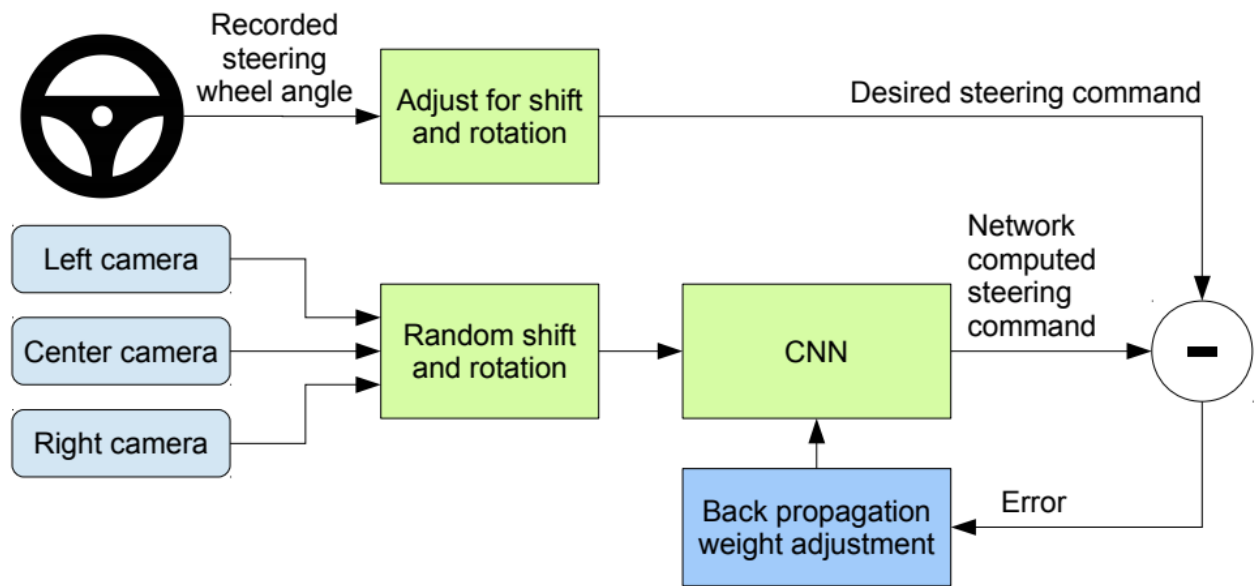 Recorded
steering
wheel angle
Adjust for shift
and rotation
Desired steering command
Left camera
Center camera
Right camera
Random shift
and rotation
CNN
Network
computed
steering
command
-
Back propagation
weight adjustment
Error